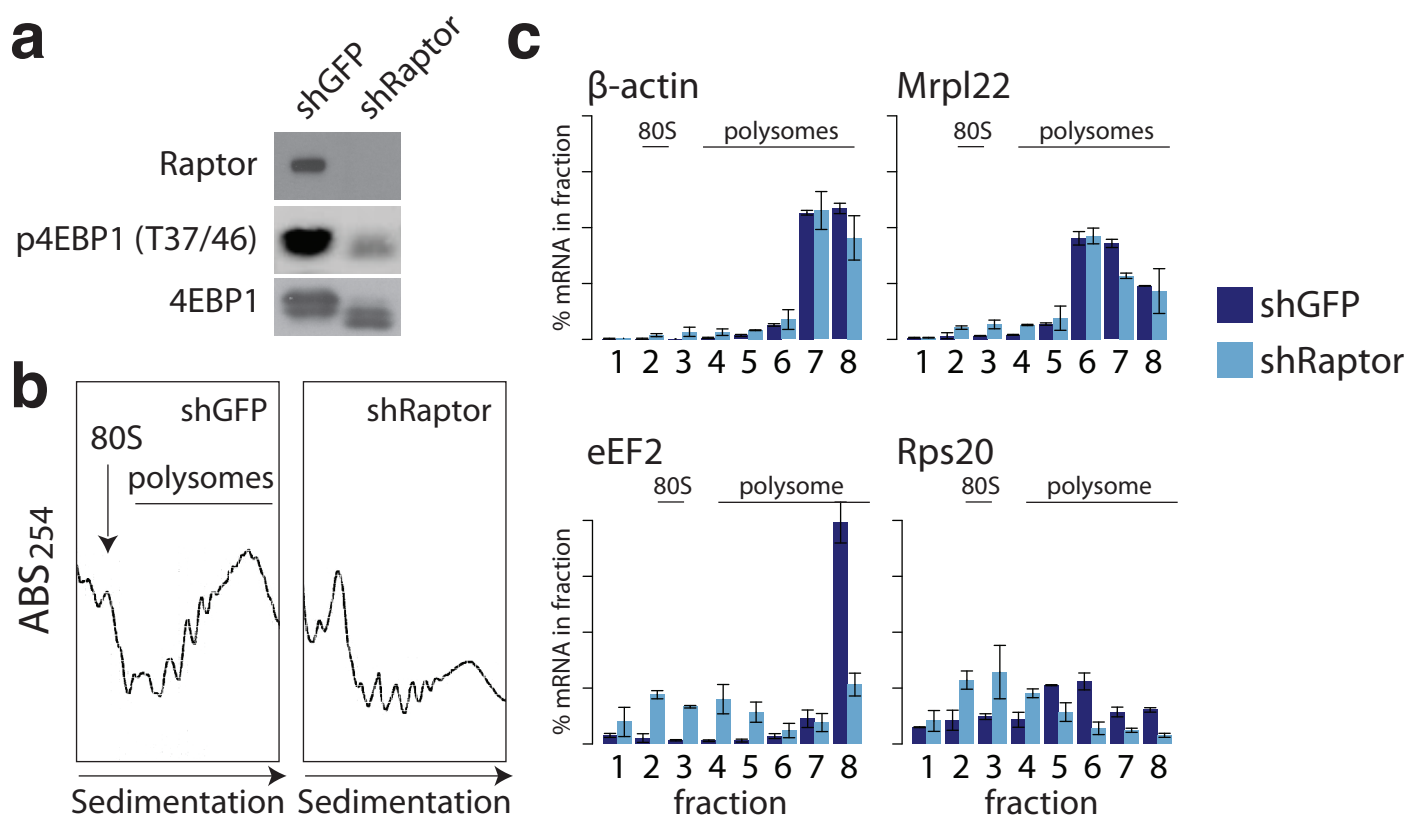 a
shGFP
shRaptor
Raptor
p4EBP1 (T37/46)
4EBP1
b
shGFP
80S
polysomes
ABS254
Sedimentation
shRaptor
Sedimentation
c
β-actin
80S
polysomes
% mRNA in fraction
1 2 3 4 5 6 7 8
Mrpl22
80S
polysomes
1 2 3 4 5 6 7 8
shGFP
shRaptor
eEF2
80S
polysome
% mRNA in fraction
1 2 3 4 5 6 7 8
fraction
Rps20
80S
polysome
1 2 3 4 5 6 7 8
fraction